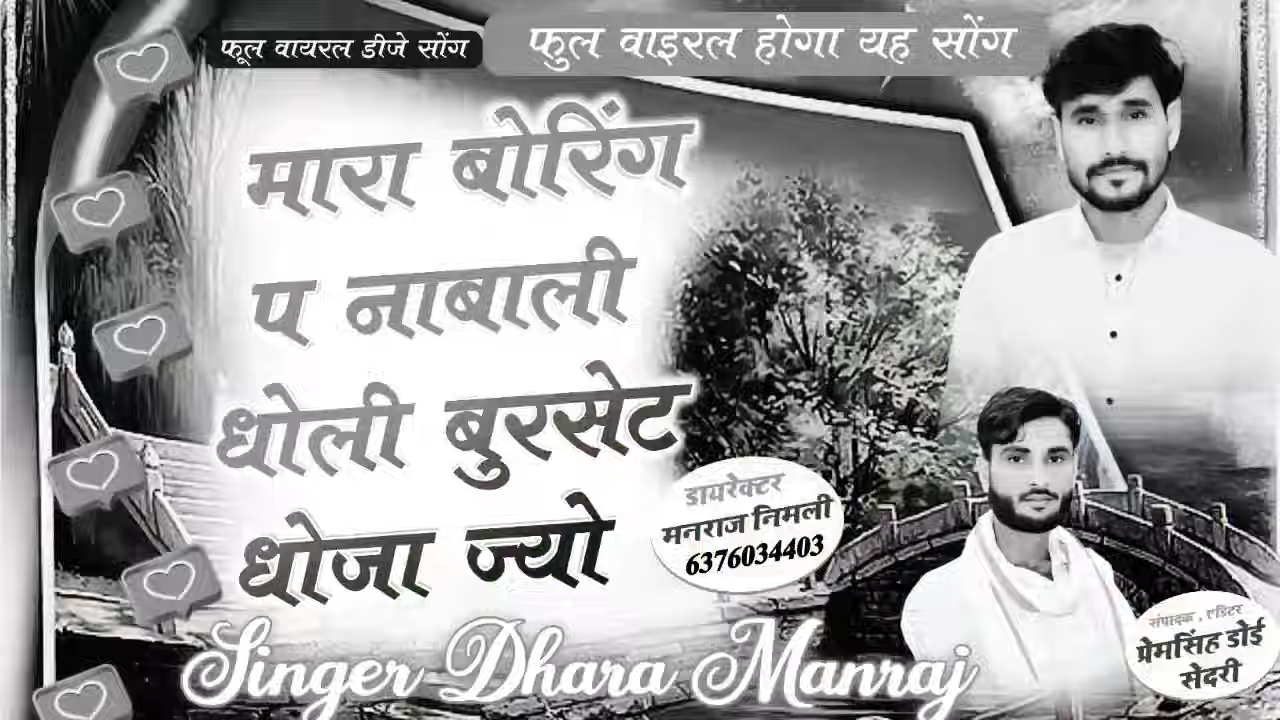 फूल वायरल डीजे सोंग
फुल वाइरल होगा यह सोंग
मारा बोरिंग
प नाबाली
धोली बुरसेट
धोजा ज्यो
डायरेक्टर
मनराज निमली
6376034403
Singer Dhara Manraj
संपादक , एडिटर
प्रेमसिंह डोई
सेदरी